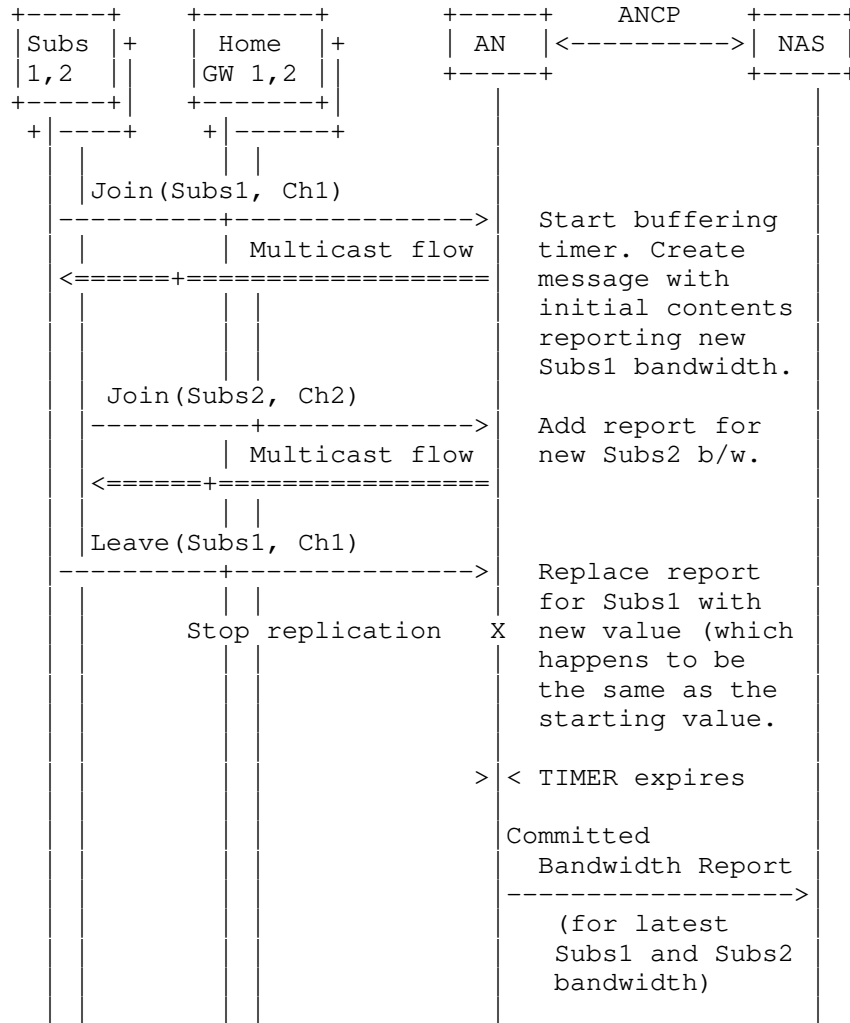 ANCP
Subs Home AN NAS
1,2 GW 1,2
Join(Subs1, Ch1)
Start buffering
Multicast flow timer. Create
message with
initial contents
reporting new
Subs1 bandwidth.
Join(Subs2, Ch2)
Add report for
Multicast flow new Subs2 b/w.
Leave(Subs1, Ch1)
Replace report
for Subs1 with
Stop replication X new value (which
happens to be
the same as the
starting value.
>|< TIMER expires
Committed
Bandwidth Report
(for latest
Subs1 and Subs2
bandwidth)